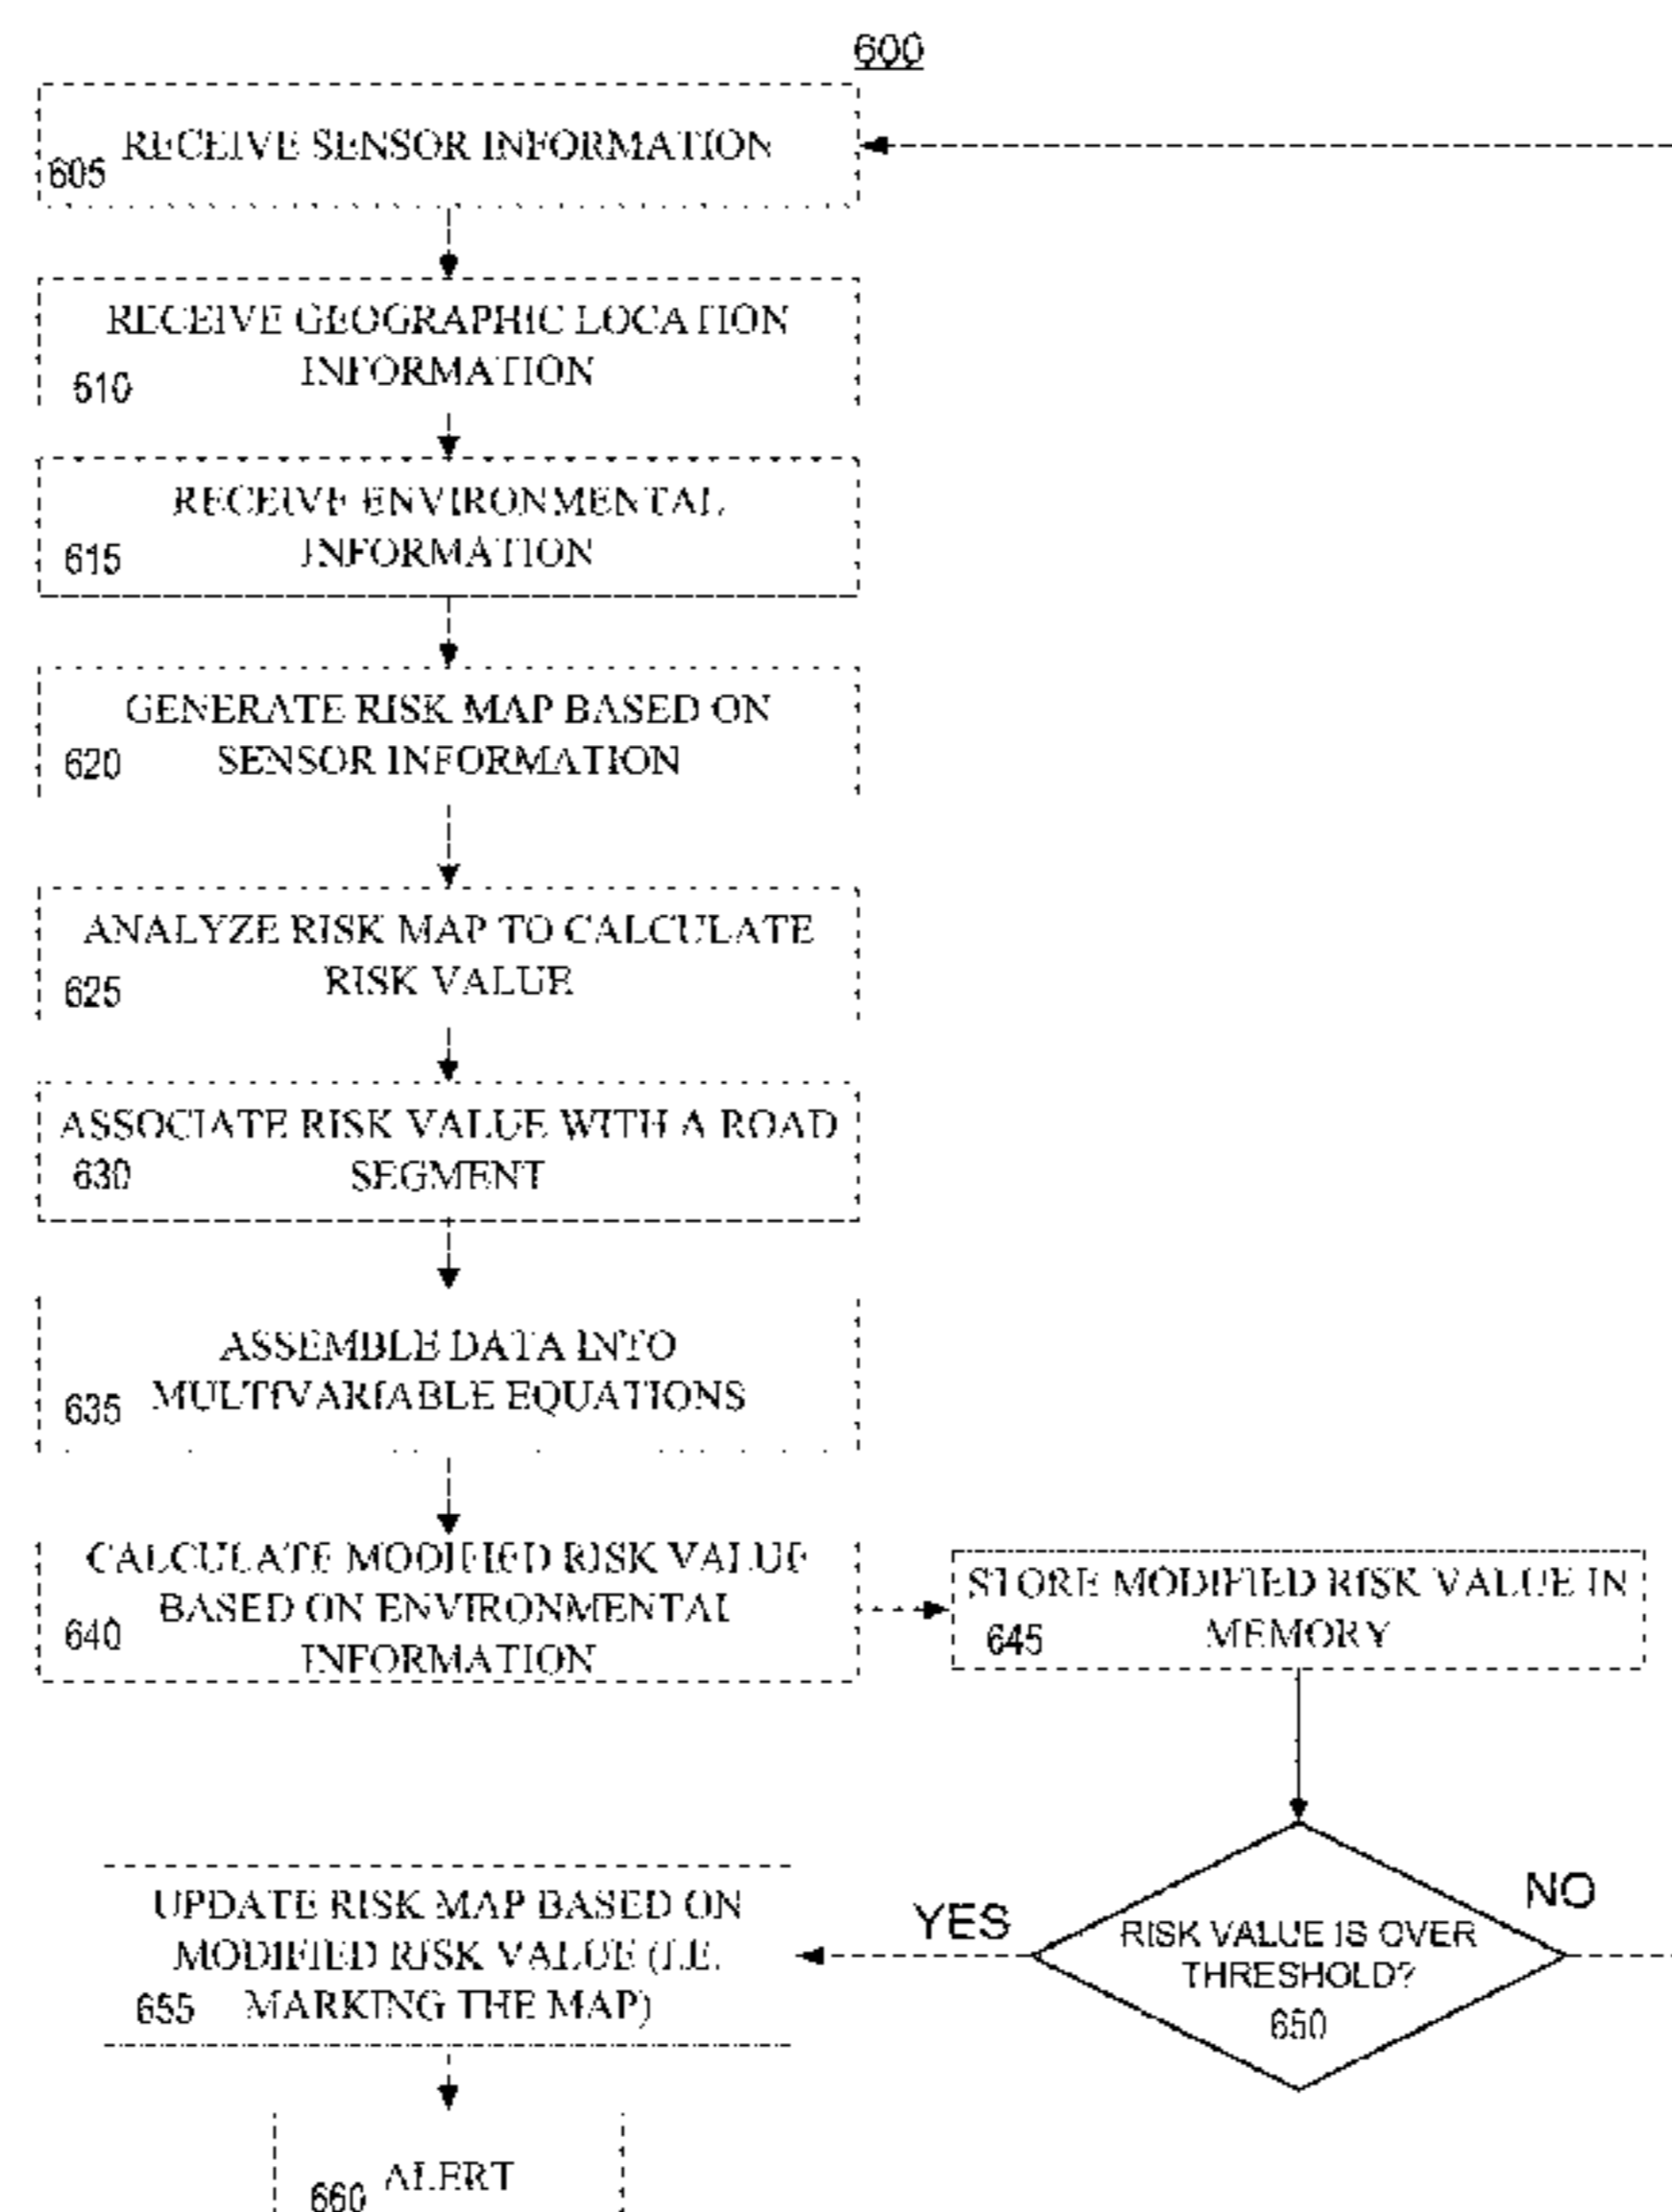 600
RECEIVE SENSOR INFORMATION
605
RECEIVE GEOGRAPHIC LOCATION
INFORMATION
610
RECEIVE ENVIRONMENTAL
INFORMATION
615
GENERATE RISK MAP BASED ON
SENSOR INFORMATION
620
ANALYZE RISK MAP TO CALCULATE
RISK VALUE
625
ASSOCIATE RISK VALUE WITH A ROAD
SEGMENT
630
ASSEMBLE DATA INTO
MULTIVARIABLE EQUATIONS
635
CALCULATE MODIFIED RISK VALUE
BASED ON ENVIRONMENTAL
INFORMATION
640
STORE MODIFIED RISK VALUE IN
MEMORY
645
RISK VALUE IS OVER
THRESHOLD?
650
YES
NO
UPDATE RISK MAP BASED ON
MODIFIED RISK VALUE (I.E.
MARKING THE MAP)
655
ALERT
660